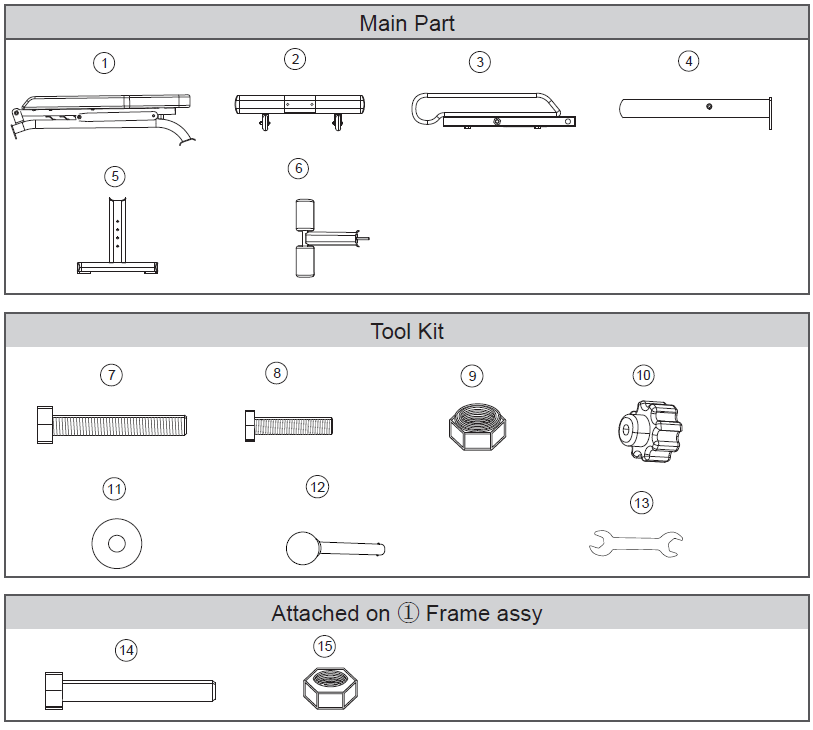 Main Part
① ② ③ ④
⑤ ⑥
Tool Kit
⑦ ⑧ ⑨ ⑩
⑪ ⑫ ⑬
Attached on ① Frame assy
⑭ ⑮